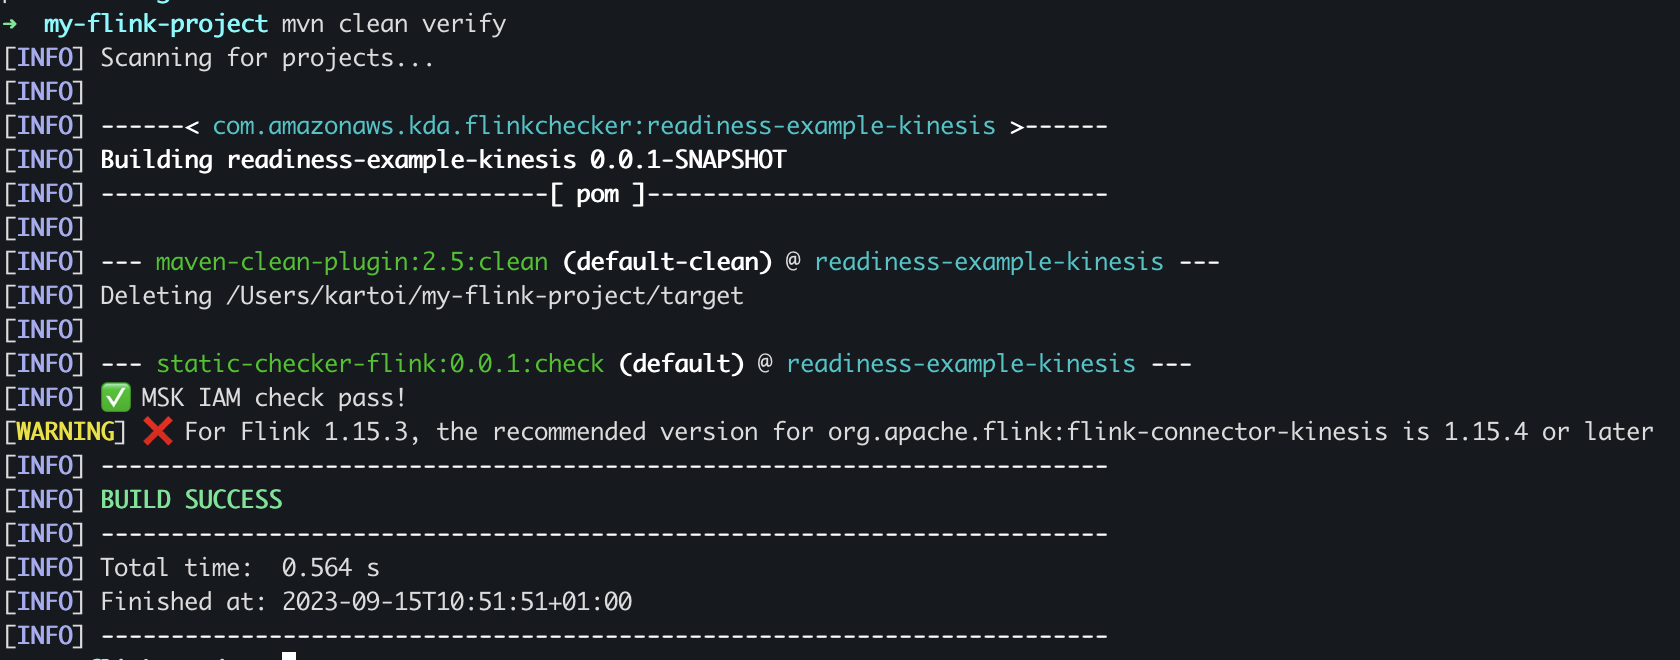 → my-flink-project mvn clean verify
[INFO] Scanning for projects...
[INFO]
[INFO] ------< com.amazonaws.kda.flinkchecker:readiness-example-kinesis >------
[INFO] Building readiness-example-kinesis 0.0.1-SNAPSHOT
[INFO] --------------------------------[ pom ]---------------------------------
[INFO]
[INFO] --- maven-clean-plugin:2.5:clean (default-clean) @ readiness-example-kinesis ---
[INFO] Deleting /Users/kartoi/my-flink-project/target
[INFO]
[INFO] --- static-checker-flink:0.0.1:check (default) @ readiness-example-kinesis ---
[INFO] ✅ MSK IAM check pass!
[WARNING] ❌ For Flink 1.15.3, the recommended version for org.apache.flink:flink-connector-kinesis is 1.15.4 or later
[INFO] ------------------------------------------------------------------------
[INFO] BUILD SUCCESS
[INFO] ------------------------------------------------------------------------
[INFO] Total time:  0.564 s
[INFO] Finished at: 2023-09-15T10:51:51+01:00
[INFO] ------------------------------------------------------------------------